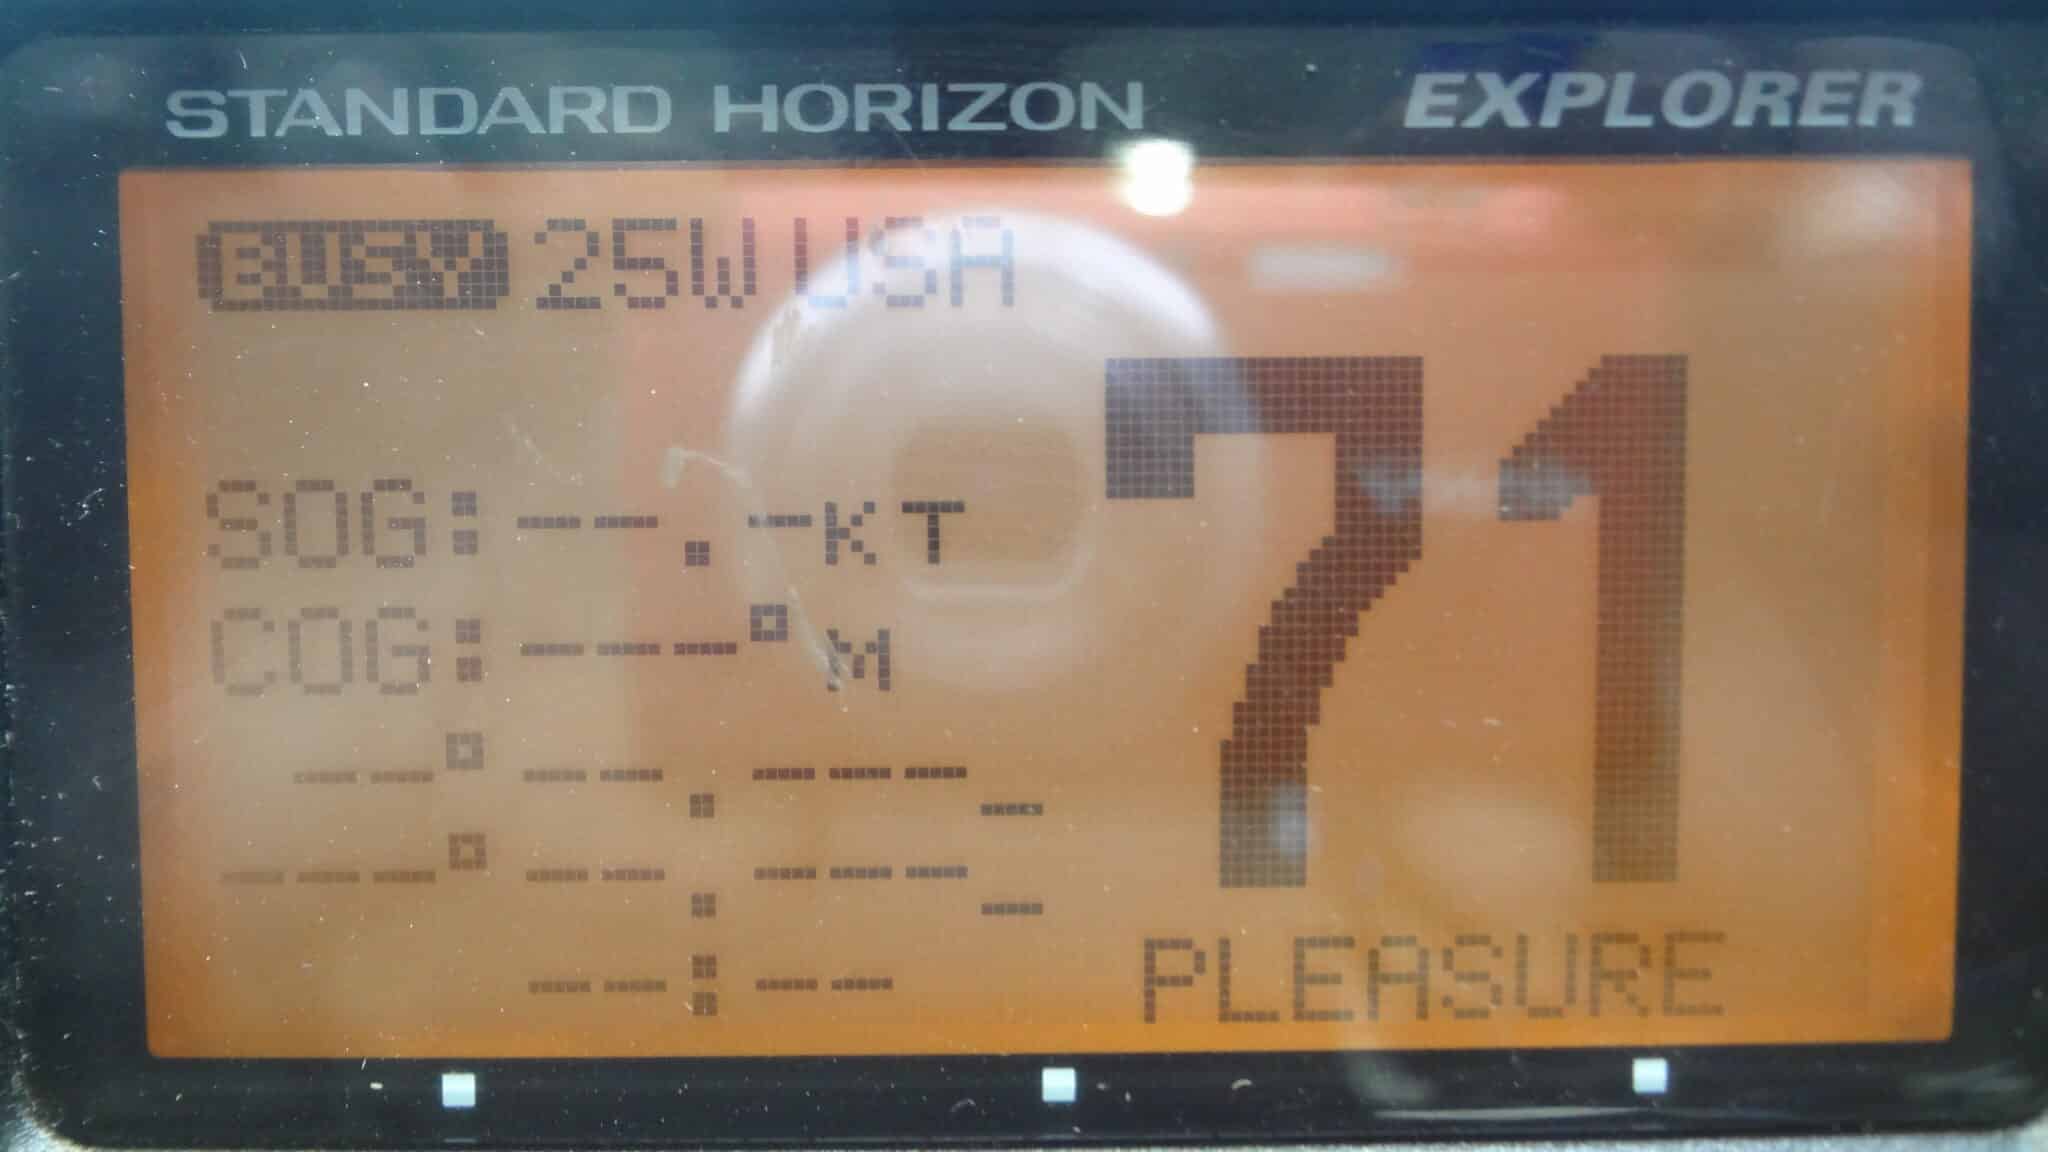 STANDARD HORIZON EXPLORER
BUSY 25W USA
71
SOG: --.-KT
COG: ---°M
--° --.--- -
---° --.--- -
--:--
PLEASURE